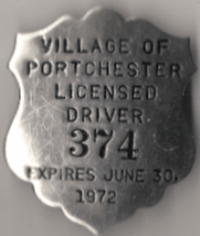 VILLAGE OF
PORTCHESTER
LICENSED
DRIVER.
374
EXPIRES JUNE 30,
1972